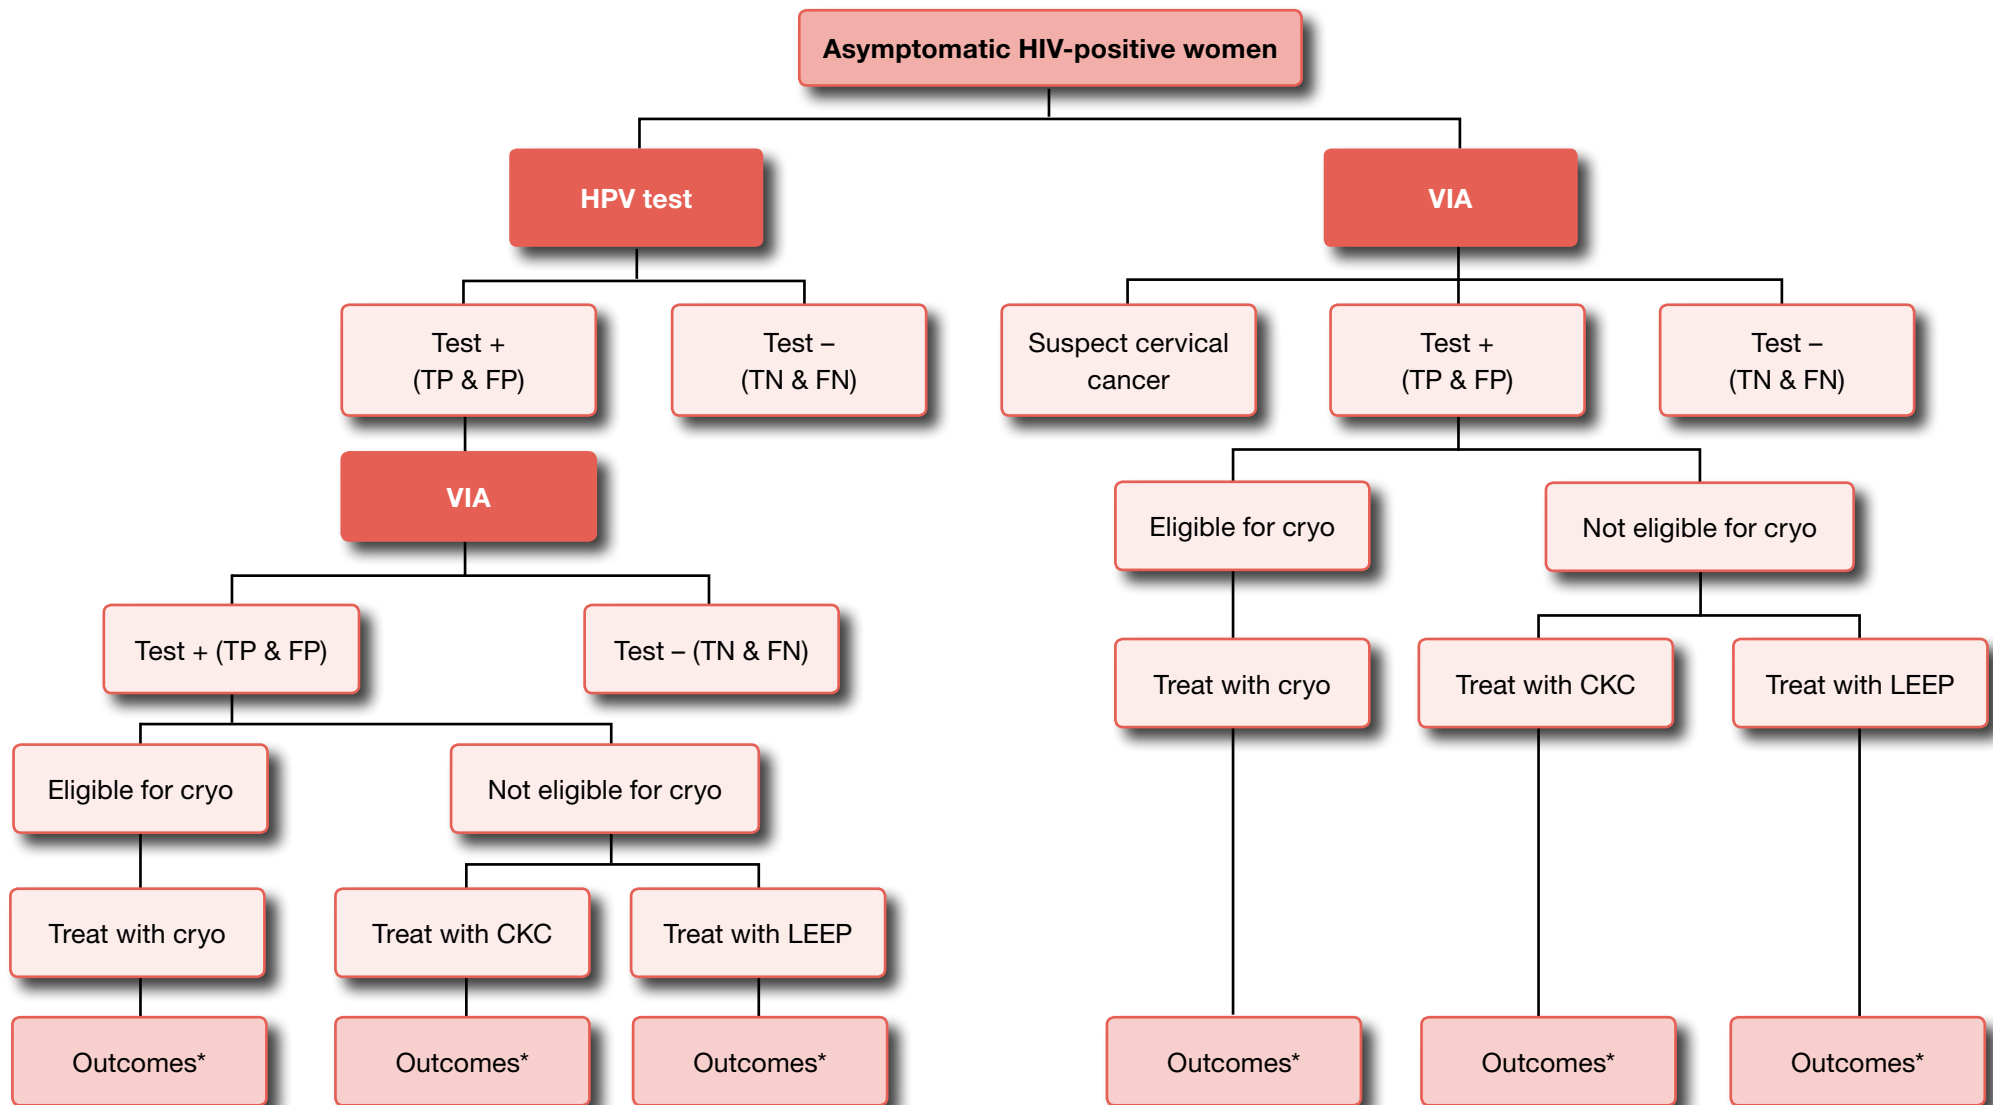 Asymptomatic HIV-positive women
HPV test
VIA
Test +
(TP & FP)
Test –
(TN & FN)
Suspect cervical
cancer
Test +
(TP & FP)
Test –
(TN & FN)
VIA
Eligible for cryo
Not eligible for cryo
Test + (TP & FP)
Test – (TN & FN)
Treat with cryo
Treat with CKC
Treat with LEEP
Eligible for cryo
Not eligible for cryo
Treat with cryo
Treat with CKC
Treat with LEEP
Outcomes*
Outcomes*
Outcomes*
Outcomes*
Outcomes*
Outcomes*